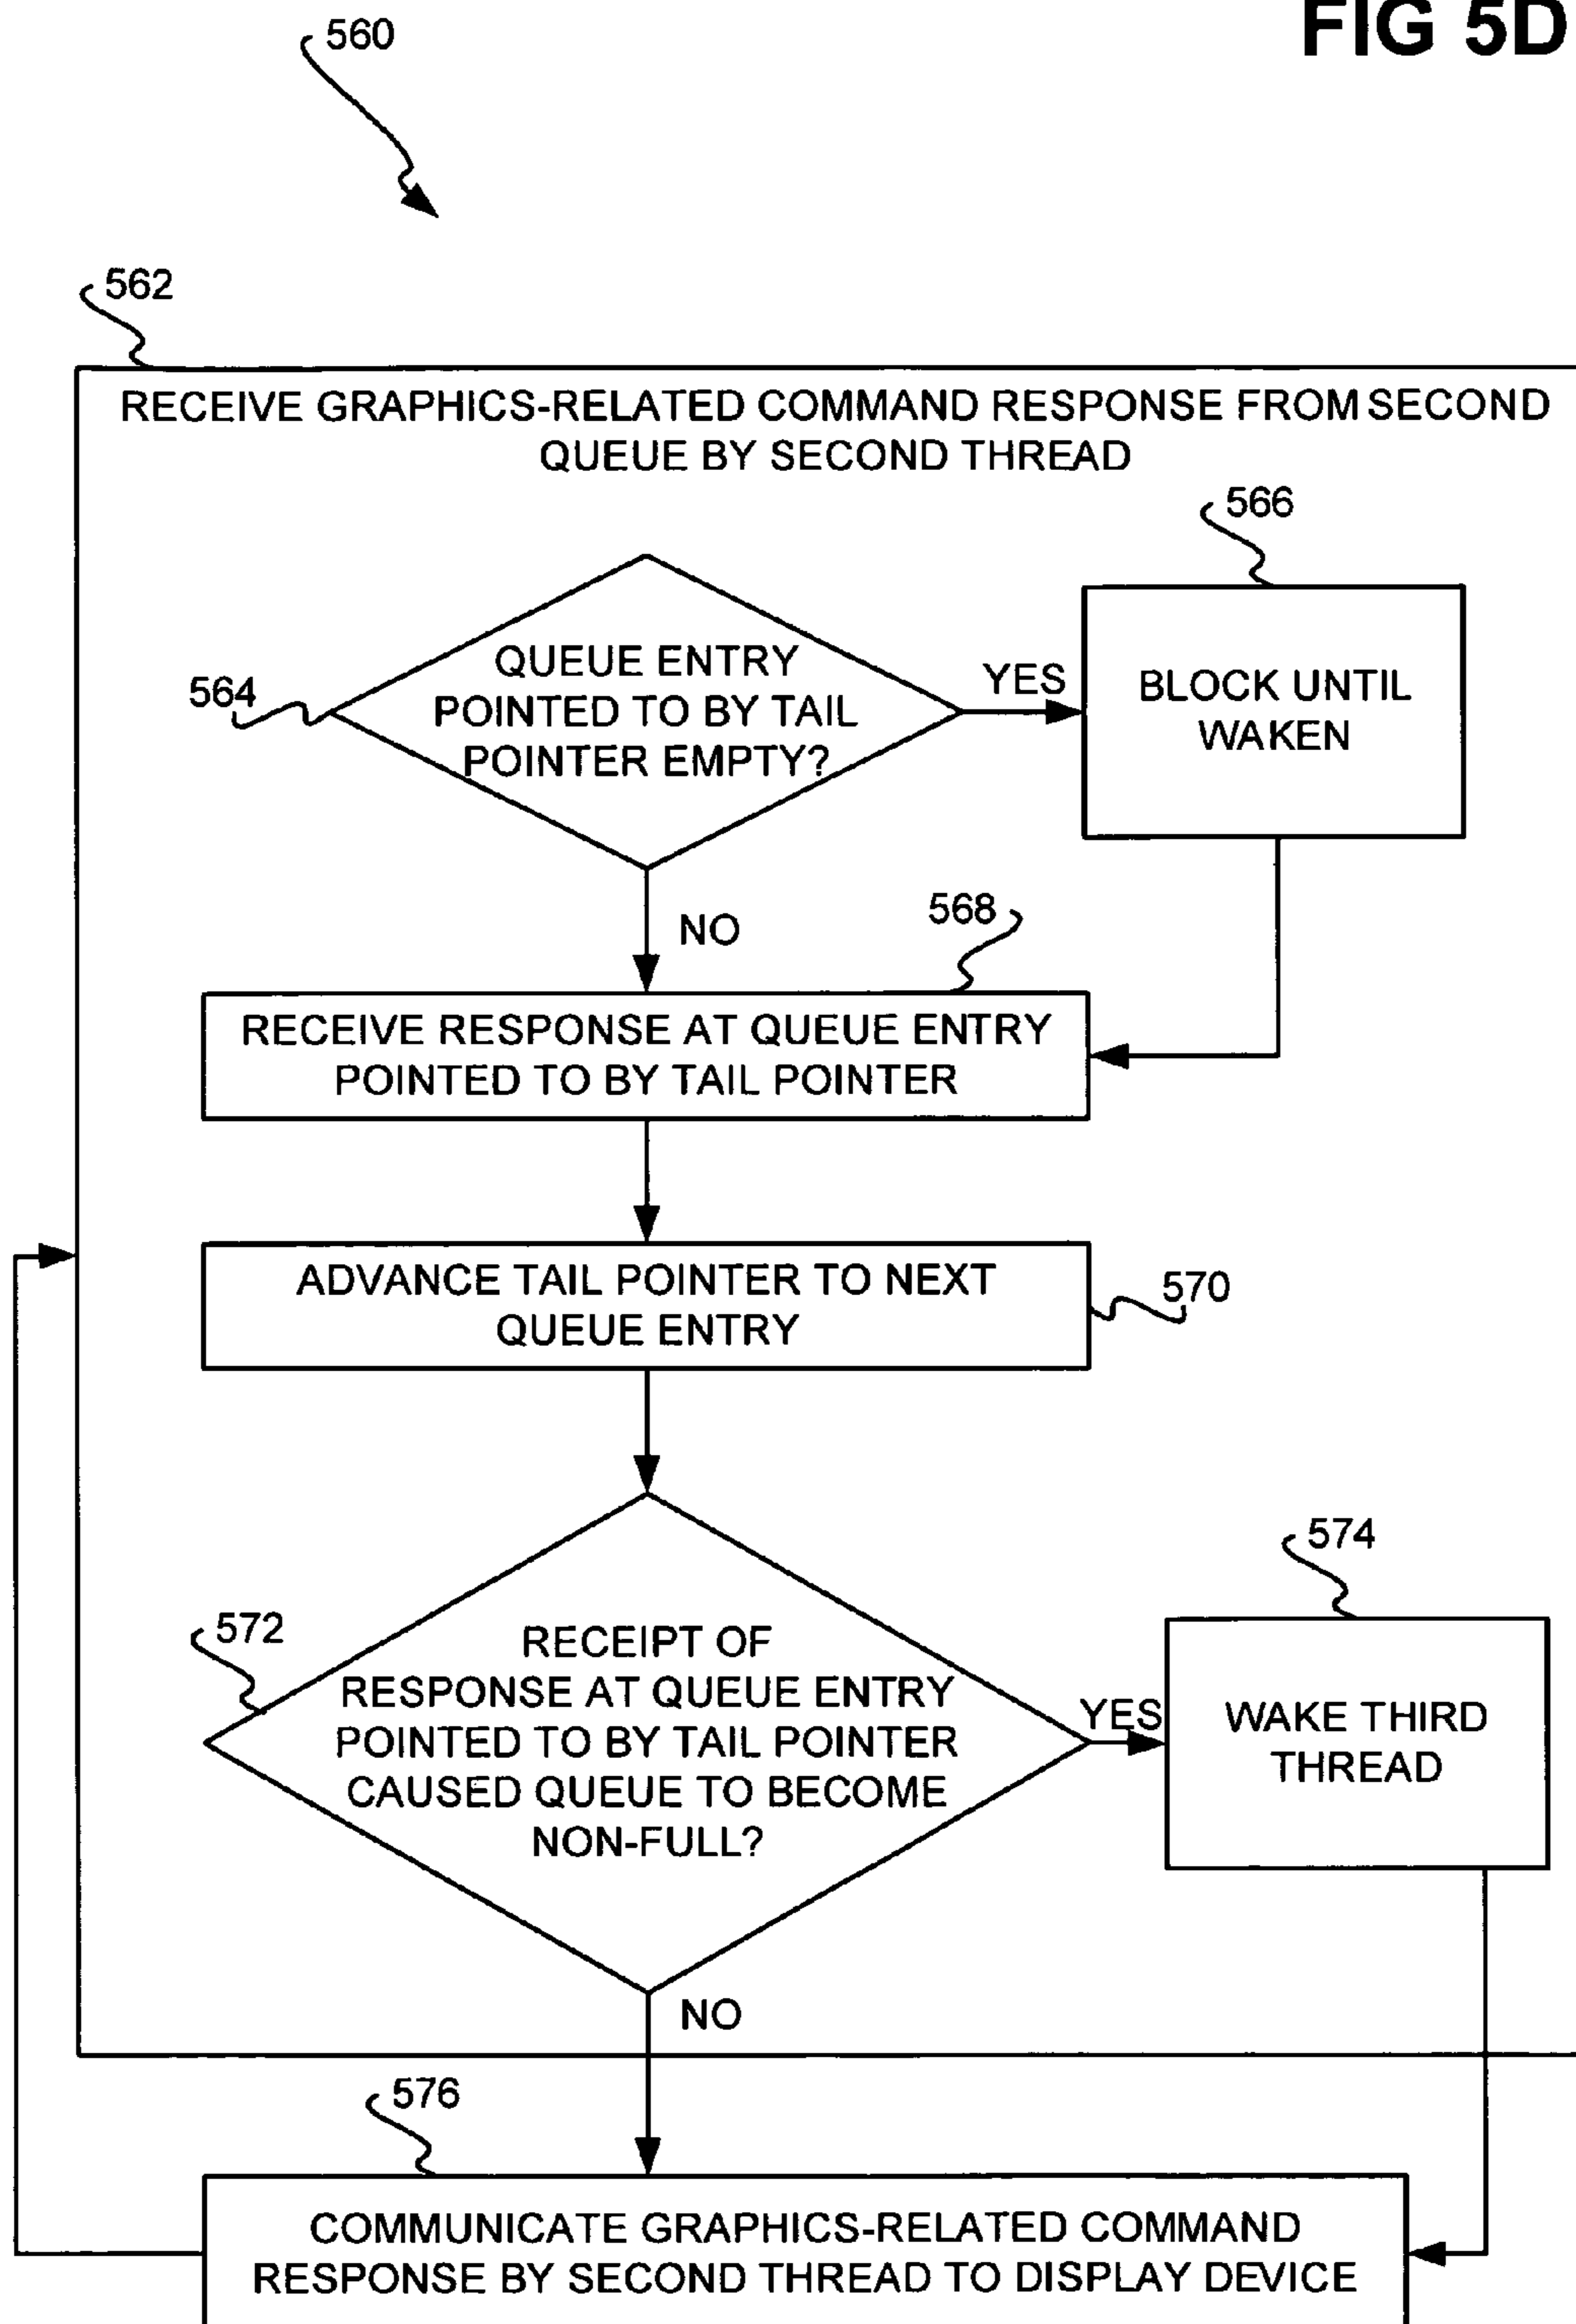 FIG 5D
560
562
RECEIVE GRAPHICS-RELATED COMMAND RESPONSE FROM SECOND
QUEUE BY SECOND THREAD
566
564
QUEUE ENTRY
POINTED TO BY TAIL
POINTER EMPTY?
YES
BLOCK UNTIL
WAKEN
NO
568
RECEIVE RESPONSE AT QUEUE ENTRY
POINTED TO BY TAIL POINTER
ADVANCE TAIL POINTER TO NEXT
QUEUE ENTRY
570
574
572
RECEIPT OF
RESPONSE AT QUEUE ENTRY
POINTED TO BY TAIL POINTER
CAUSED QUEUE TO BECOME
NON-FULL?
YES
WAKE THIRD
THREAD
NO
576
COMMUNICATE GRAPHICS-RELATED COMMAND
RESPONSE BY SECOND THREAD TO DISPLAY DEVICE